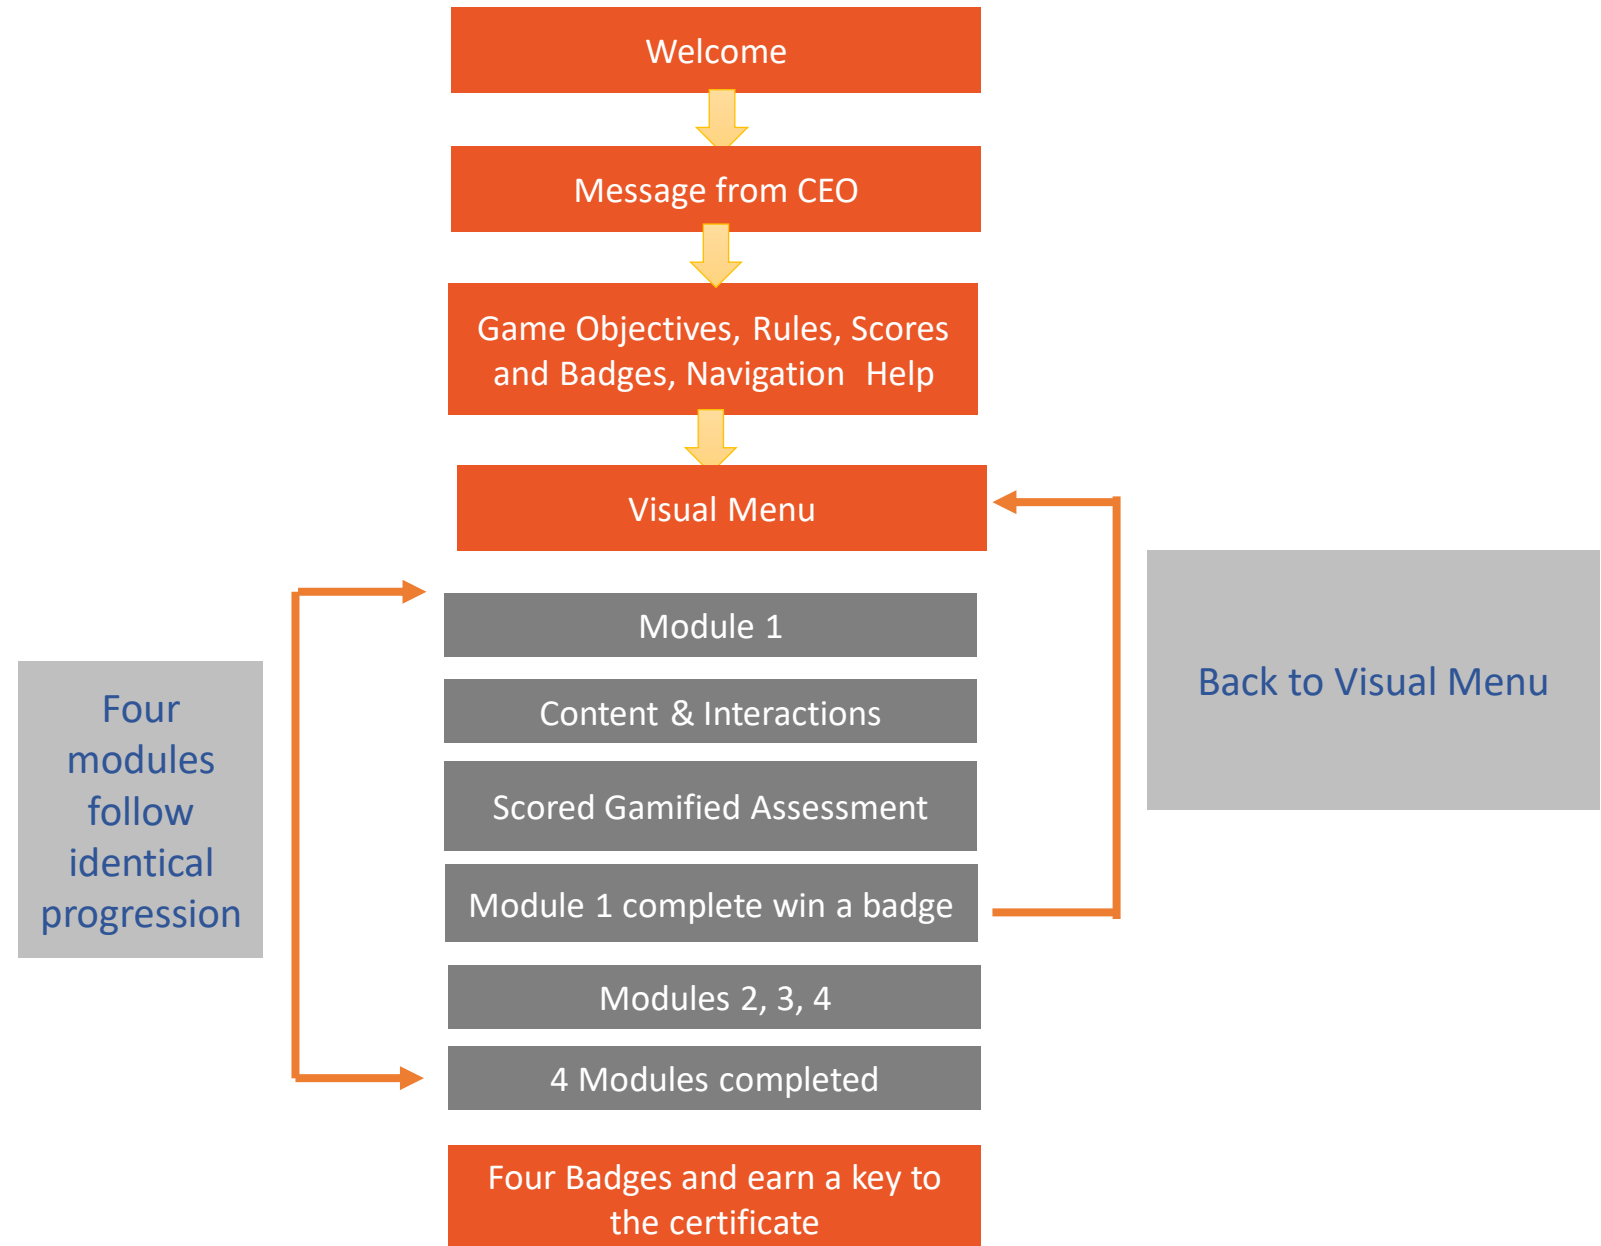 Welcome
Message from CEO
Game Objectives, Rules, Scores
and Badges, Navigation  Help
Visual Menu
Module 1
Content & Interactions
Scored Gamified Assessment
Module 1 complete win a badge
Modules 2, 3, 4
4 Modules completed
Four Badges and earn a key to
the certificate
Four
modules
follow
identical
progression
Back to Visual Menu